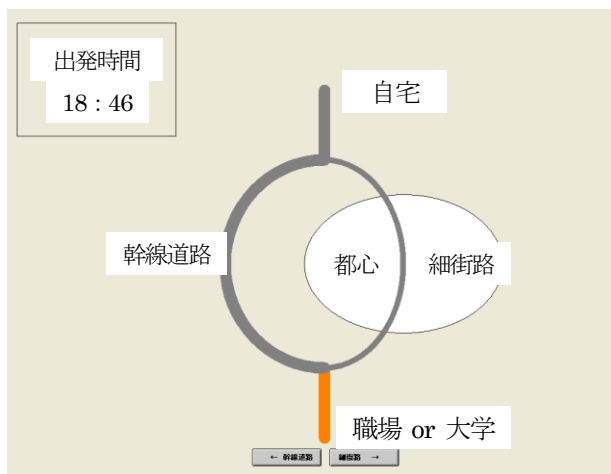 出発時間
18 : 46
自宅
幹線道路
都心
細街路
職場 or 大学
← 幹線道路
細街路 →